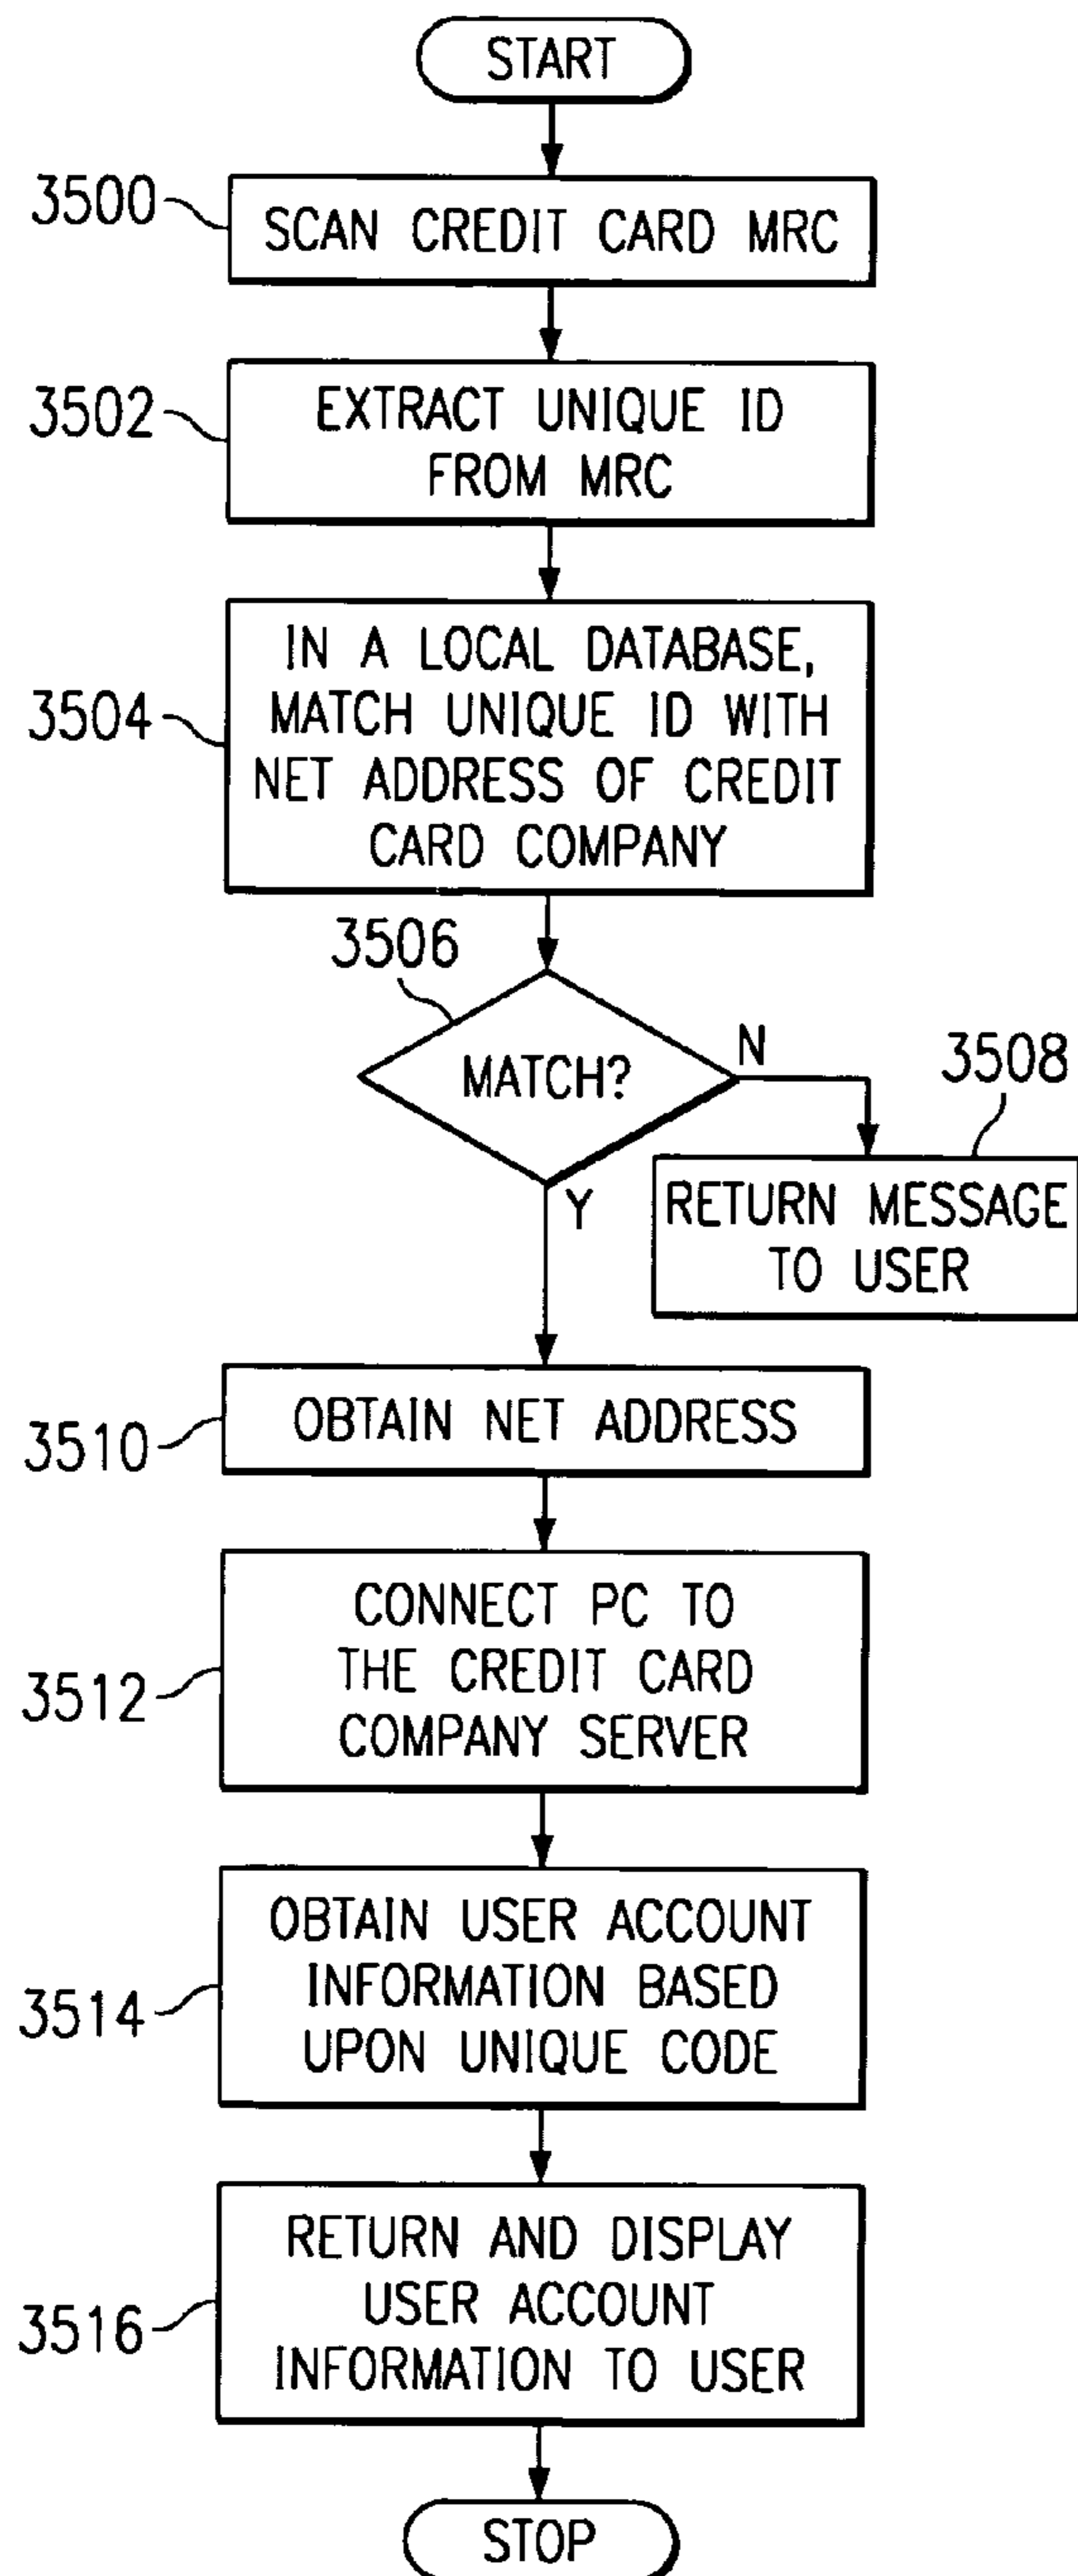 START
3500
SCAN CREDIT CARD MRC
3502
EXTRACT UNIQUE ID
FROM MRC
3504
IN A LOCAL DATABASE,
MATCH UNIQUE ID WITH
NET ADDRESS OF CREDIT
CARD COMPANY
3506
MATCH?
N
3508
Y
RETURN MESSAGE
TO USER
3510
OBTAIN NET ADDRESS
3512
CONNECT PC TO
THE CREDIT CARD
COMPANY SERVER
3514
OBTAIN USER ACCOUNT
INFORMATION BASED
UPON UNIQUE CODE
3516
RETURN AND DISPLAY
USER ACCOUNT
INFORMATION TO USER
STOP